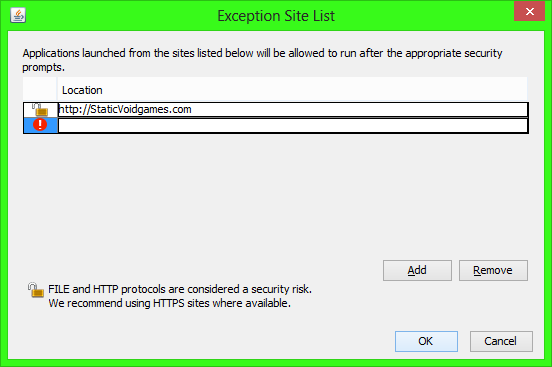 Exception Site List
Applications launched from the sites listed below will be allowed to run after the appropriate security
prompts.
Location
http://StaticVoidgames.com
Add
Remove
FILE and HTTP protocols are considered a security risk.
We recommend using HTTPS sites where available.
OK
Cancel